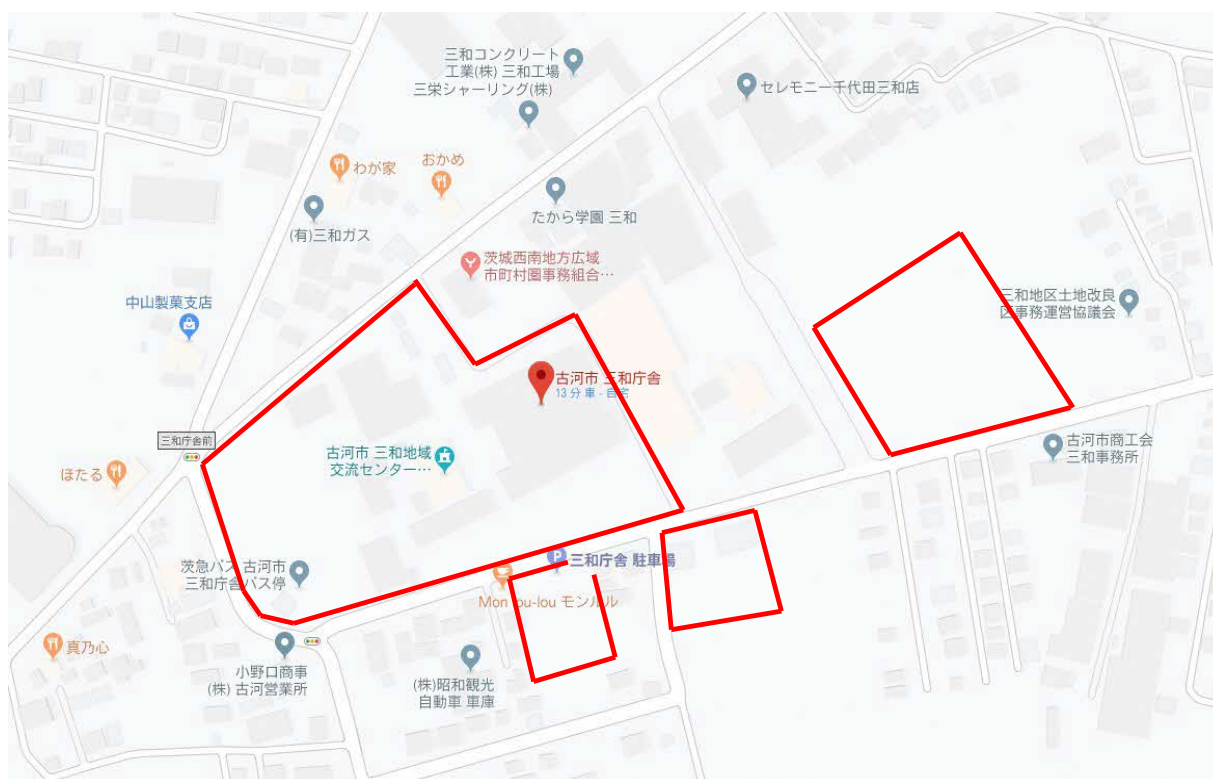 三和コンクリート
工業(株) 三和工場
三栄シャーリング(株)
セレモニー千代田三和店
わが家
おかめ
たから学園 三和
(有)三和ガス
茨城西南地方広域
市町村圏事務組合…
中山製菓支店
三和地区土地改良
区事務運営協議会
古河市 三和庁舎
13 分 車 - 自宅
三和庁舎前
古河市 三和地域
交流センター…
古河市商工会
三和事務所
ほたる
茨急バス 古河市
三和庁舎バス停
P
三和庁舎 駐車場
Mon lou-lou モンルル
真乃心
小野口商事
(株) 古河営業所
(株)昭和観光
自動車 車庫